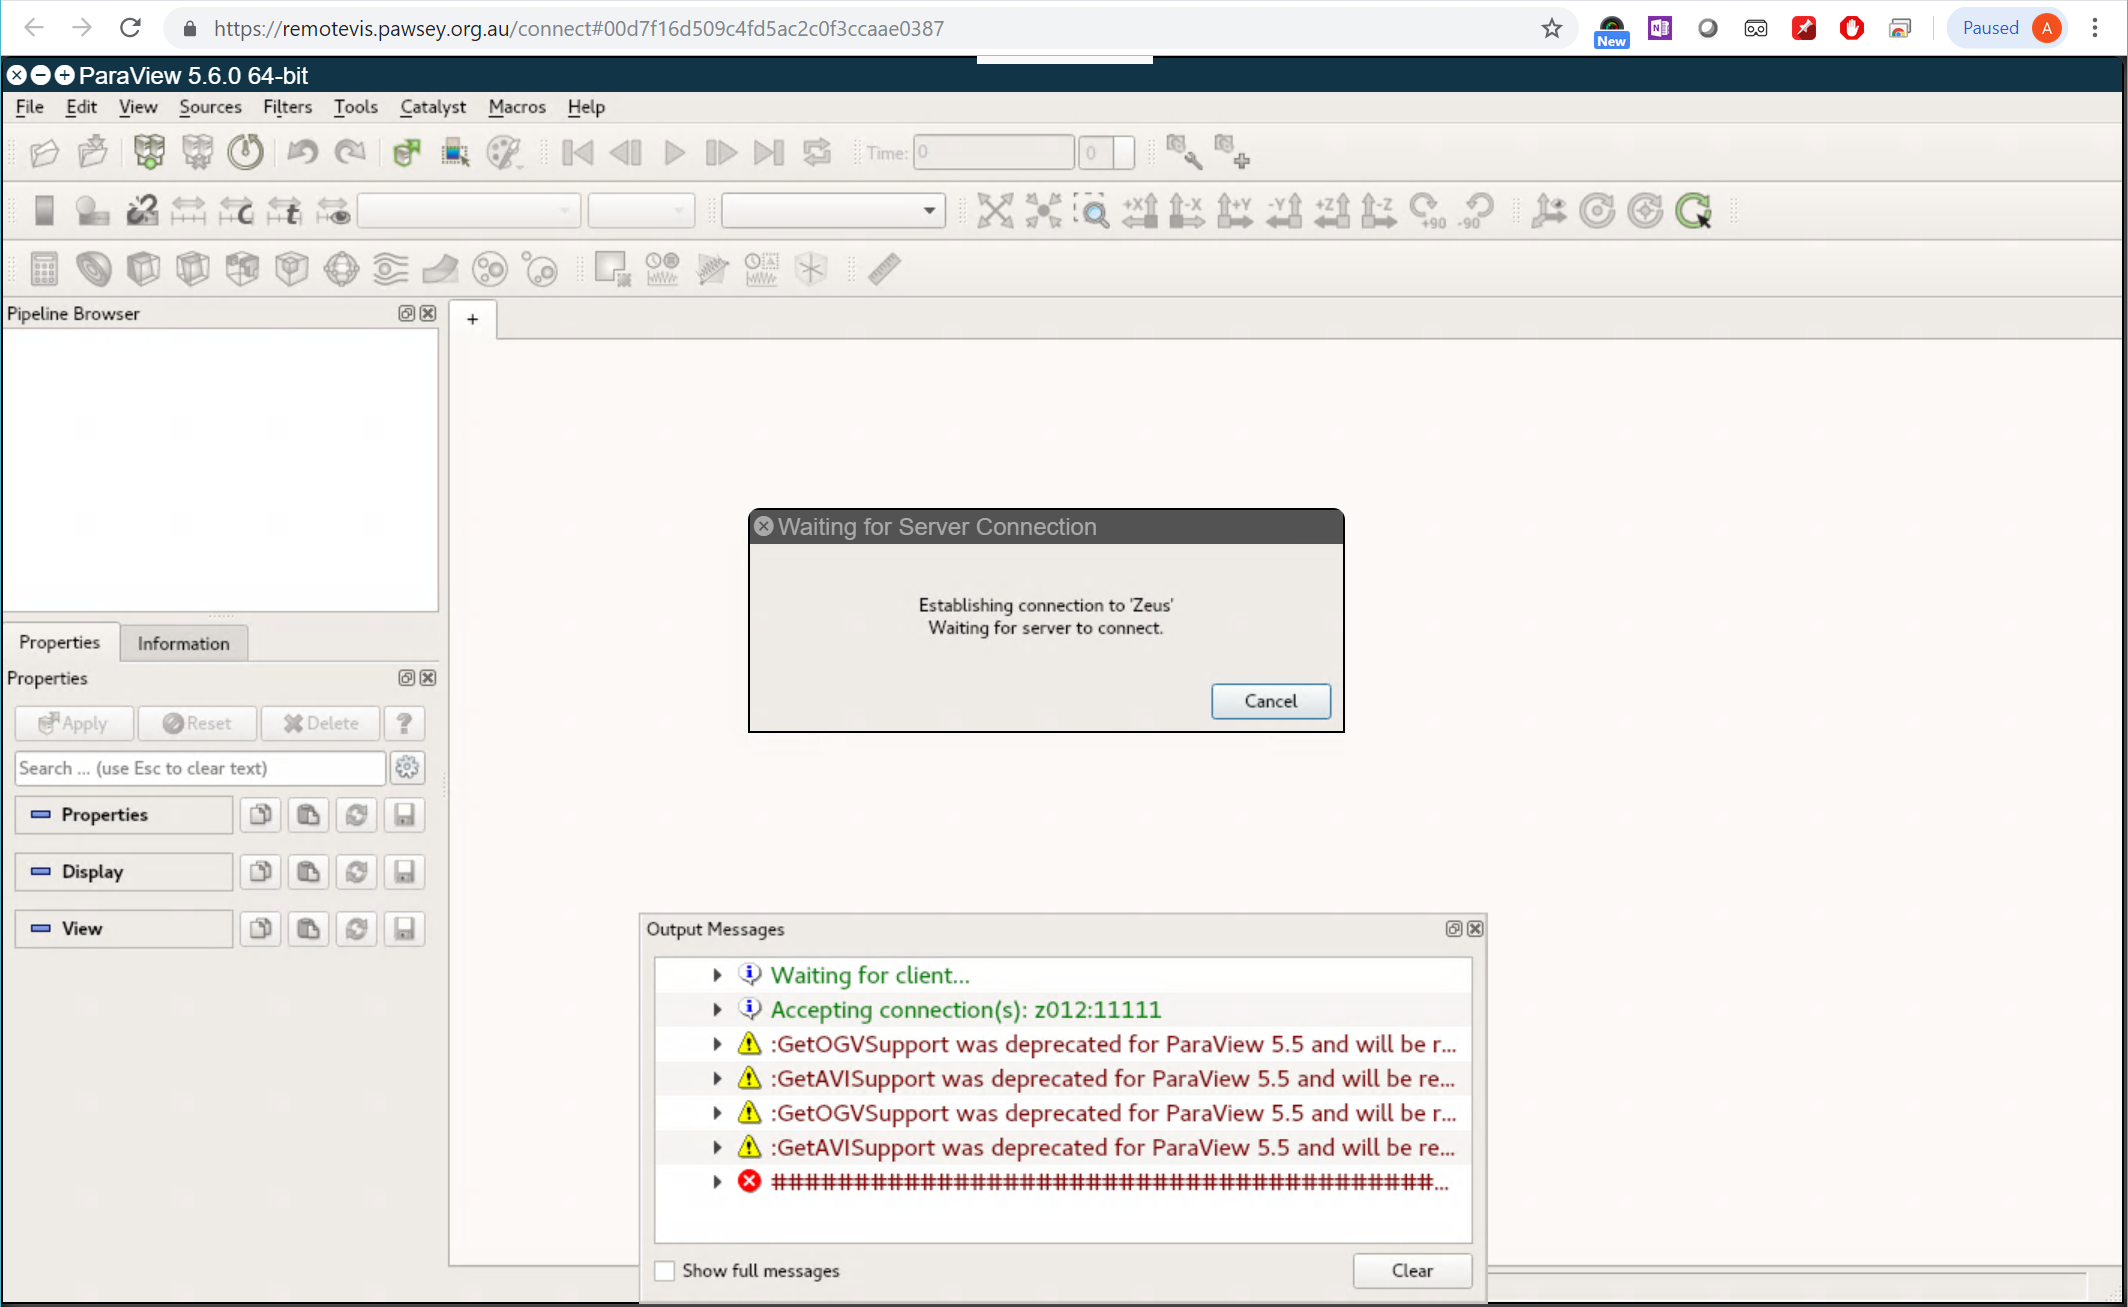 https://remotevis.pawsey.org.au/connect#00d7f16d509c4fd5ac2c0f3ccaae0387
New
Paused
A
ParaView 5.6.0 64-bit
File Edit View Sources Filters Tools Catalyst Macros Help
Time: 0
0
C
t
+X
-X
+Y
-Y
+Z
-Z
+90
-90
Pipeline Browser
+
Waiting for Server Connection
Establishing connection to 'Zeus'
Waiting for server to connect.
Cancel
Properties
Information
Properties
Apply
Reset
Delete
?
Search ... (use Esc to clear text)
Properties
Display
View
Output Messages
Waiting for client...
Accepting connection(s): z012:11111
:GetOGVSupport was deprecated for ParaView 5.5 and will be r...
:GetAVISupport was deprecated for ParaView 5.5 and will be re...
:GetOGVSupport was deprecated for ParaView 5.5 and will be r...
:GetAVISupport was deprecated for ParaView 5.5 and will be re...
########################################...
Show full messages
Clear